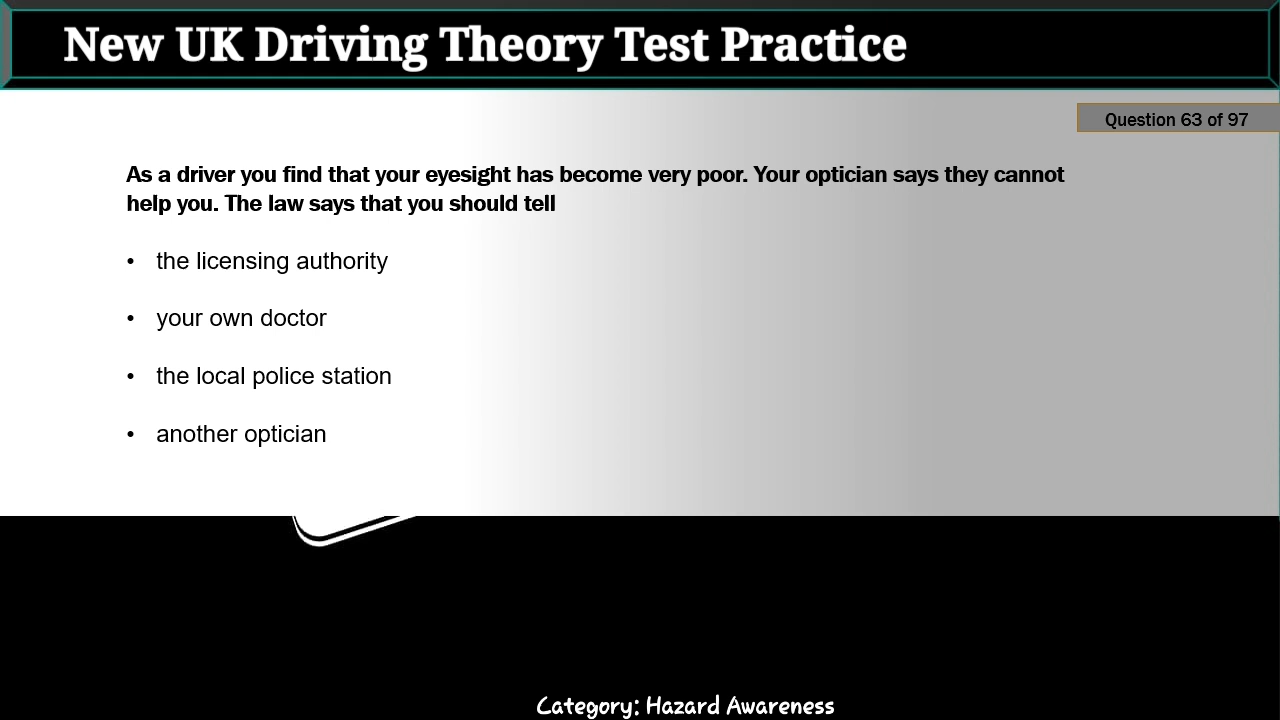 New UK Driving Theory Test Practice
Question 63 of 97
As a driver you find that your eyesight has become very poor. Your optician says they cannot
help you. The law says that you should tell
• the licensing authority
• your own doctor
• the local police station
• another optician
Category: Hazard Awareness